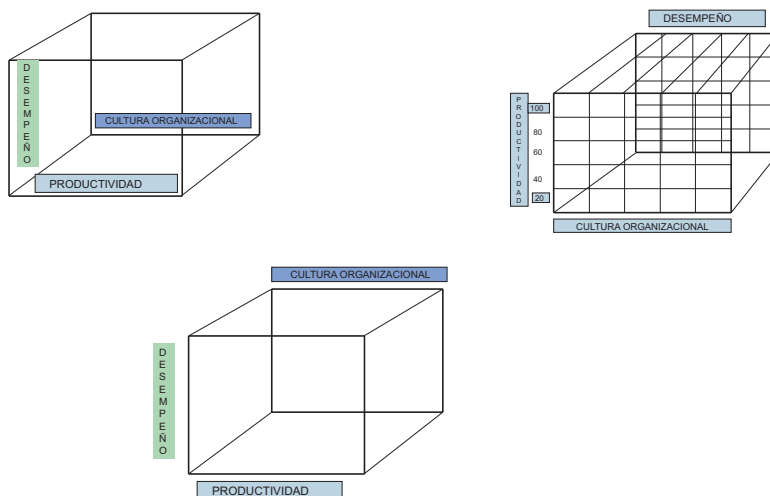 DESEMPEÑO
CULTURA ORGANIZACIONAL
PRODUCTIVIDAD
DESEMPEÑO
PRODUCTIVIDAD
100
80
60
40
20
CULTURA ORGANIZACIONAL
CULTURA ORGANIZACIONAL
DESEMPEÑO
PRODUCTIVIDAD